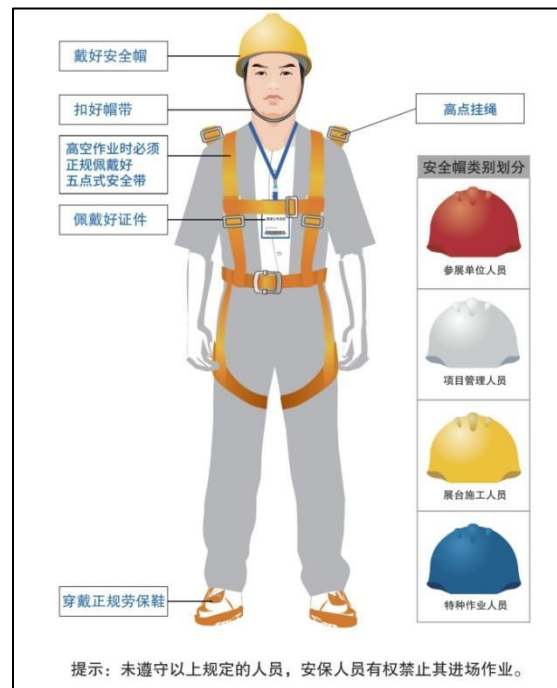 戴好安全帽
扣好帽带
高点挂绳
高空作业时必须
正规佩戴好
五点式安全带
佩戴好证件
安全帽类别划分
参展单位人员
项目管理人员
展台施工人员
特种作业人员
穿戴正规劳保鞋
提示：未遵守以上规定的人员，安保人员有权禁止其进场作业。